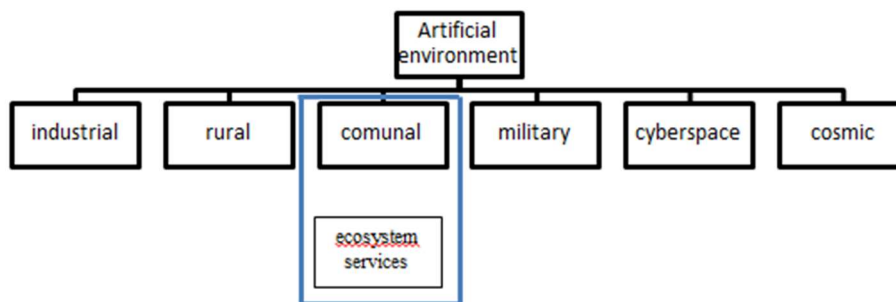 Artificial
environment
industrial
rural
comunal
military
cyberspace
cosmic
ecosystem
services